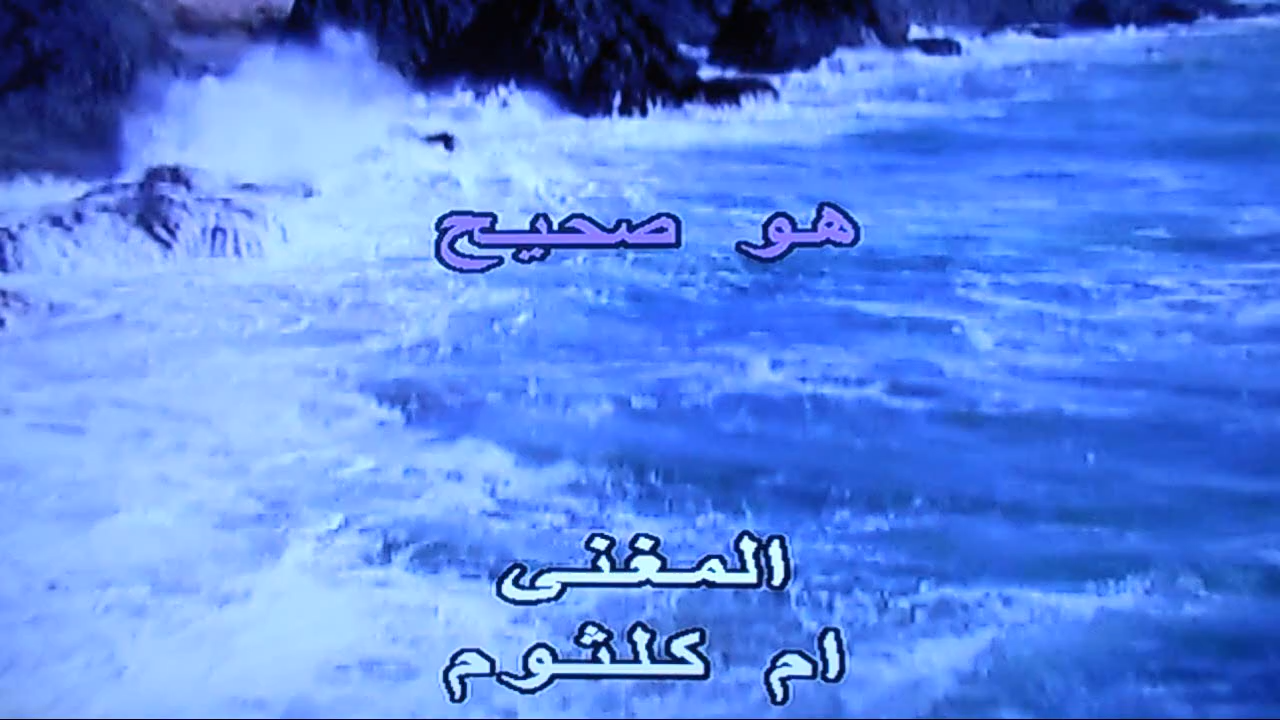 هو صحيح
المغنى
ام كلثوم